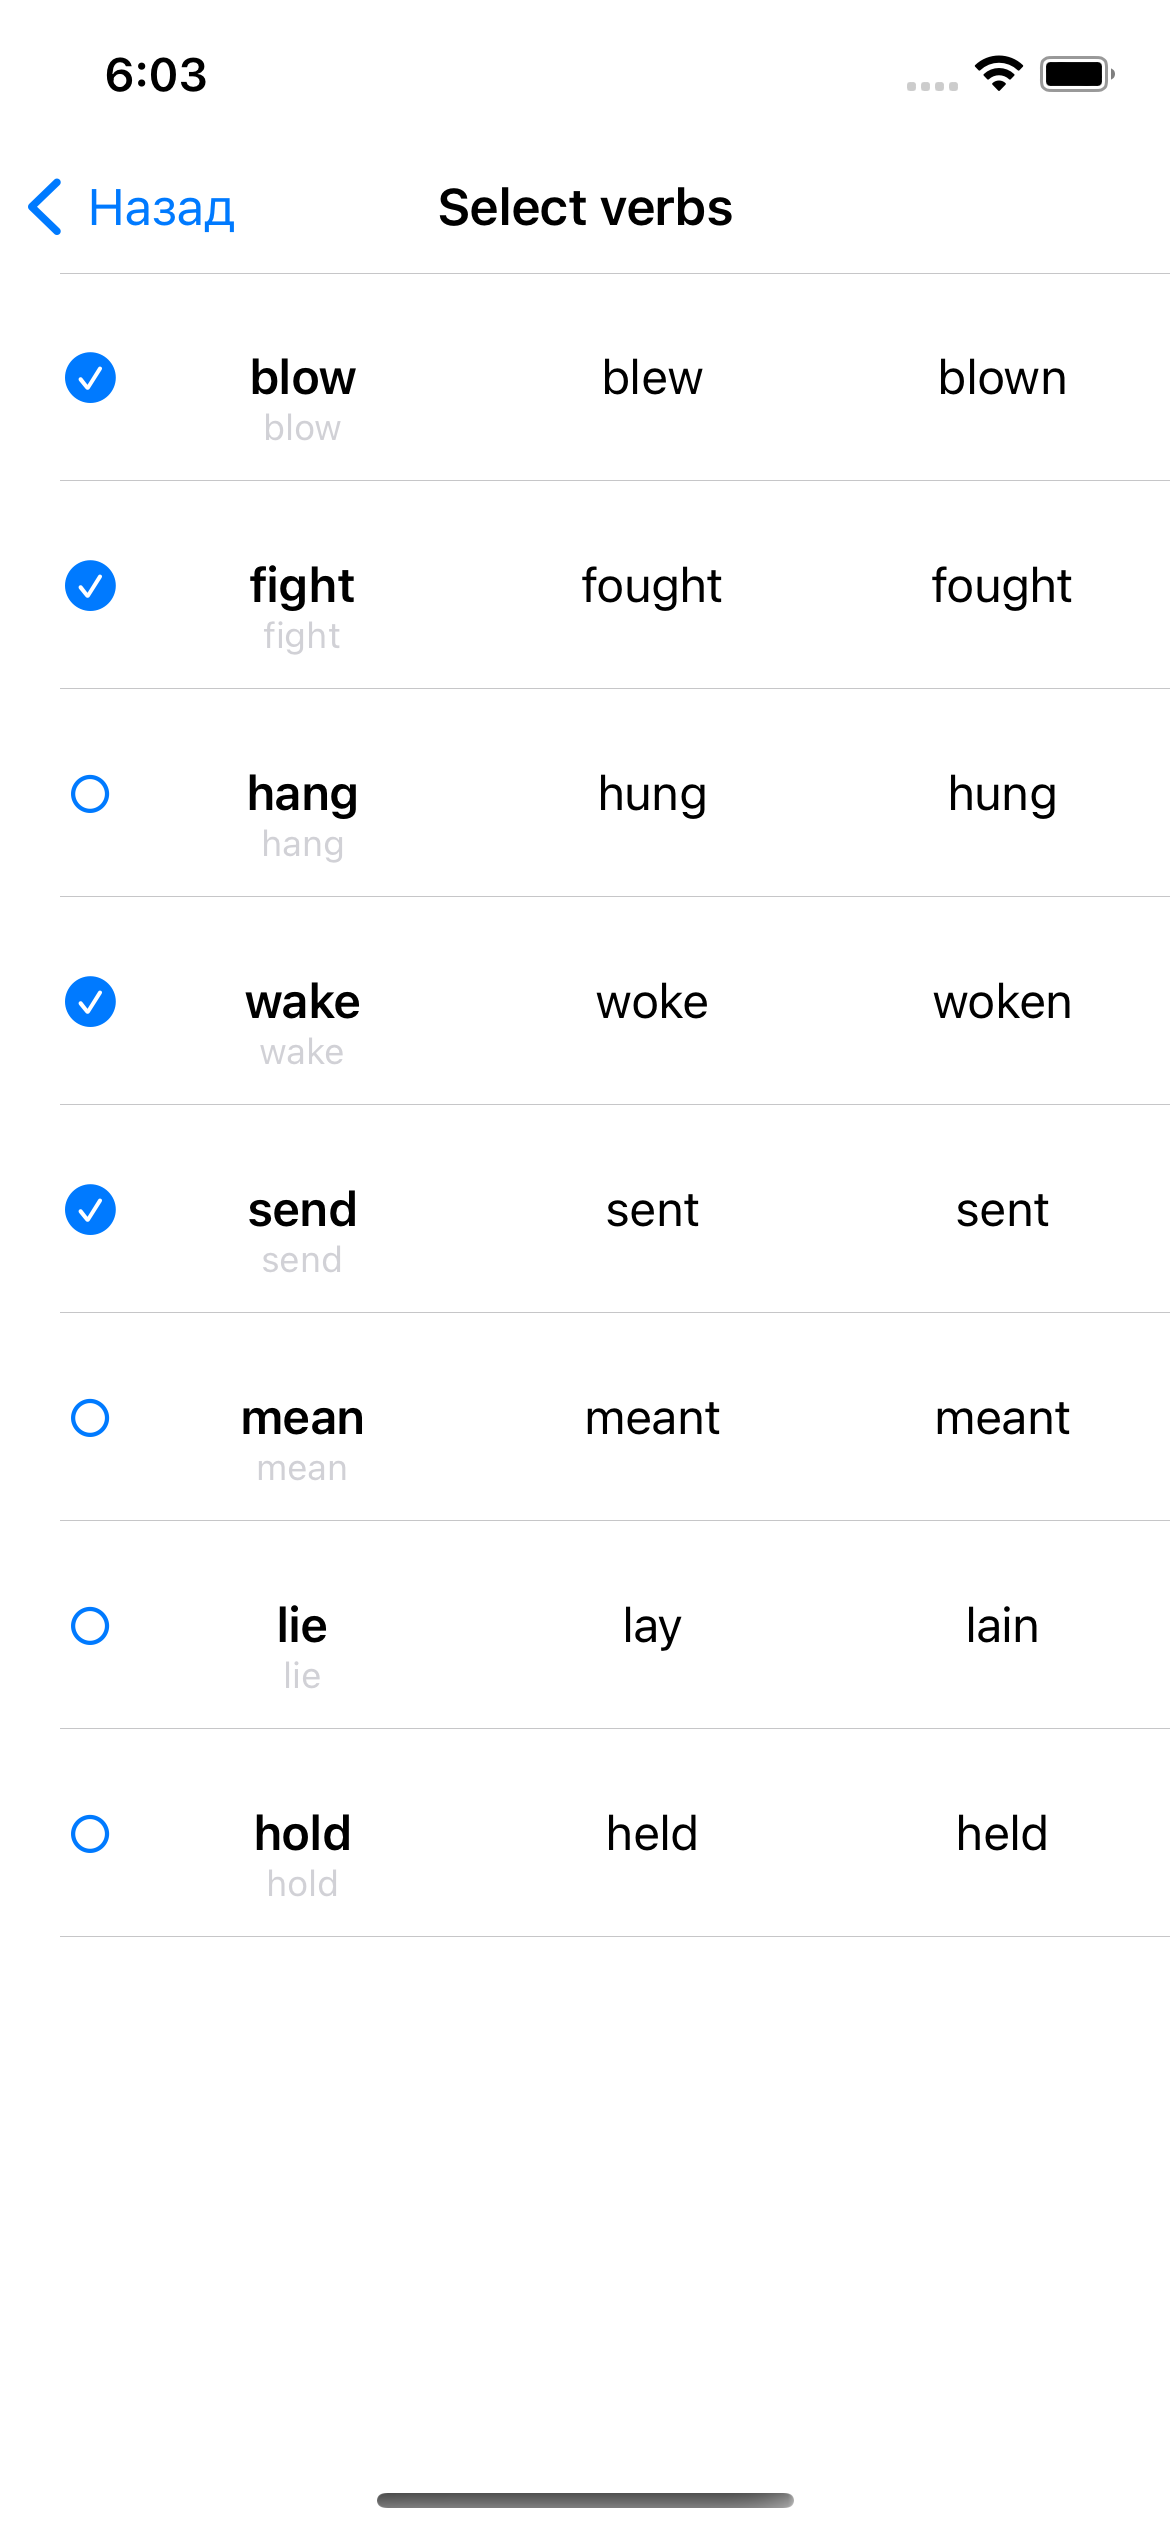 6:03
Назад Select verbs
blow blew blown
blow
fight fought fought
fight
hang hung hung
hang
wake woke woken
wake
send sent sent
send
mean meant meant
mean
lie lay lain
lie
hold held held
hold